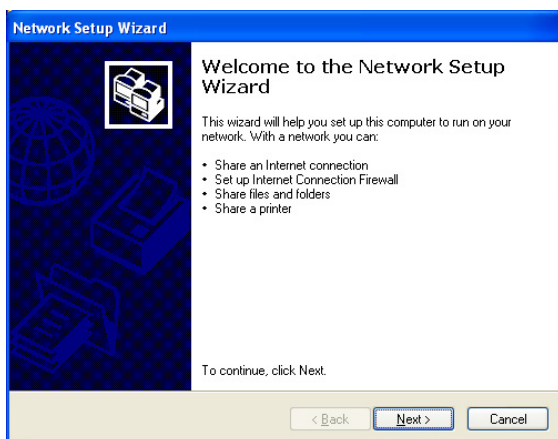 Network Setup Wizard
Welcome to the Network Setup
Wizard
This wizard will help you set up this computer to run on your
network. With a network you can:
• Share an Internet connection
• Set up Internet Connection Firewall
• Share files and folders
• Share a printer
To continue, click Next.
< Back Next > Cancel